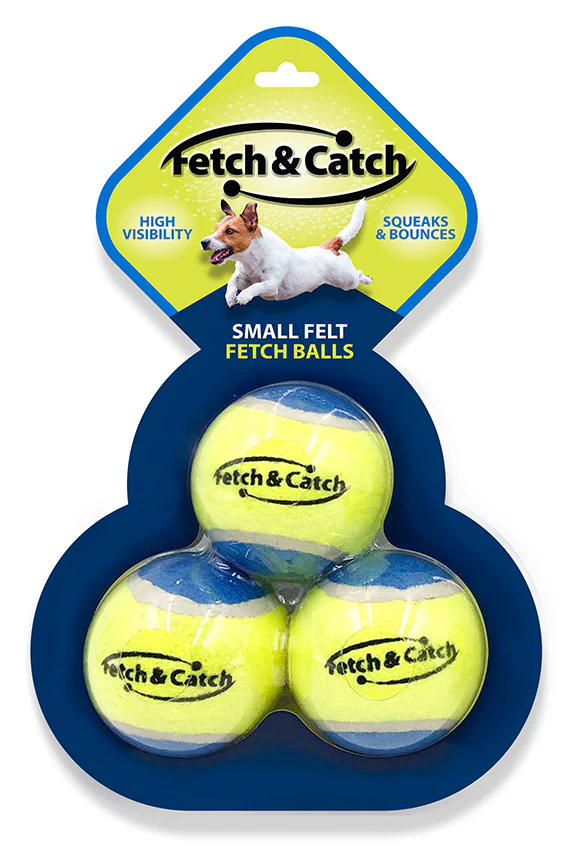 Fetch & Catch
HIGH
VISIBILITY
SQUEAKS
& BOUNCES
SMALL FELT
FETCH BALLS
Fetch & Catch
Fetch & Catch
Fetch & Catch